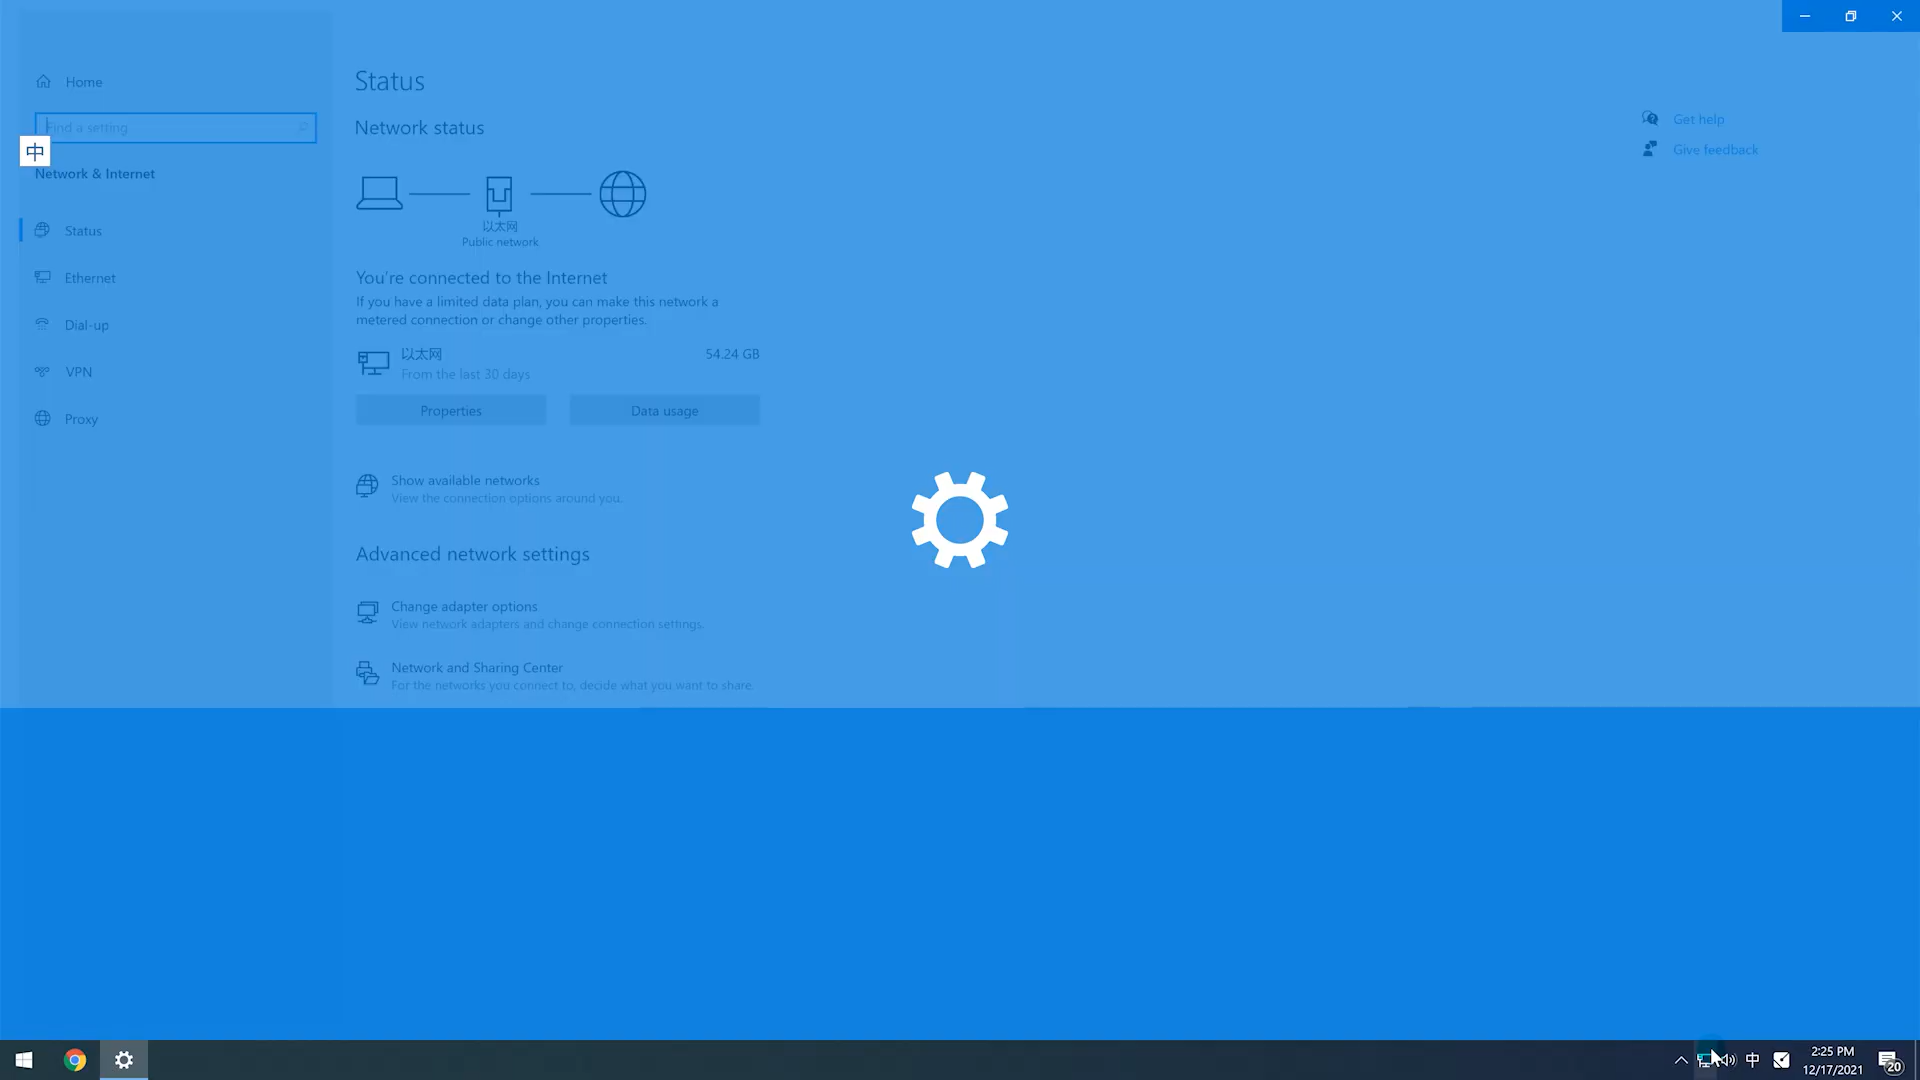 Home
Find a setting
中
Network & Internet
Status
Ethernet
Dial-up
VPN
Proxy
Status
Network status
以太网
Public network
You're connected to the Internet
If you have a limited data plan, you can make this network a
metered connection or change other properties.
以太网
54.24 GB
From the last 30 days
Properties
Data usage
Show available networks
View the connection options around you.
Advanced network settings
Change adapter options
View network adapters and change connection settings.
Network and Sharing Center
For the networks you connect to, decide what you want to share.
Get help
Give feedback
中
2:25 PM
12/17/2021
20